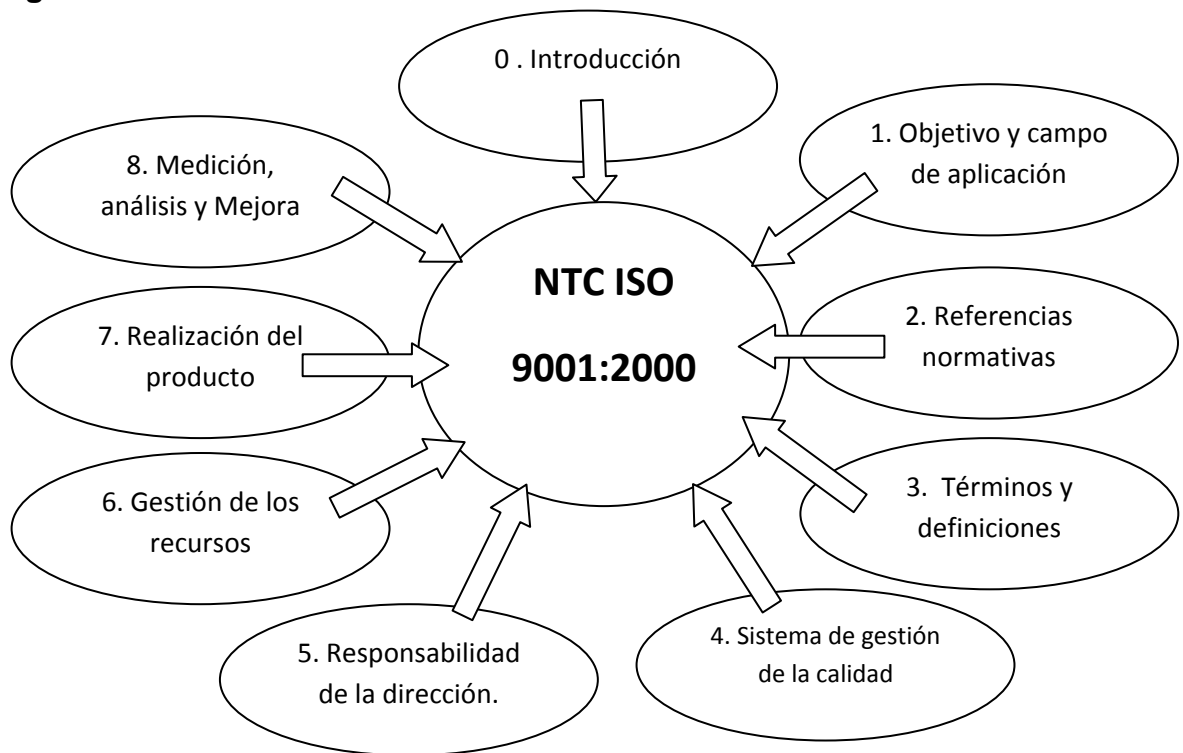 0 . Introducción
1. Objetivo y campo
de aplicación
2. Referencias
normativas
3. Términos y
definiciones
4. Sistema de gestión
de la calidad
5. Responsabilidad
de la dirección.
6. Gestión de los
recursos
7. Realización del
producto
8. Medición,
análisis y Mejora
NTC ISO
9001:2000